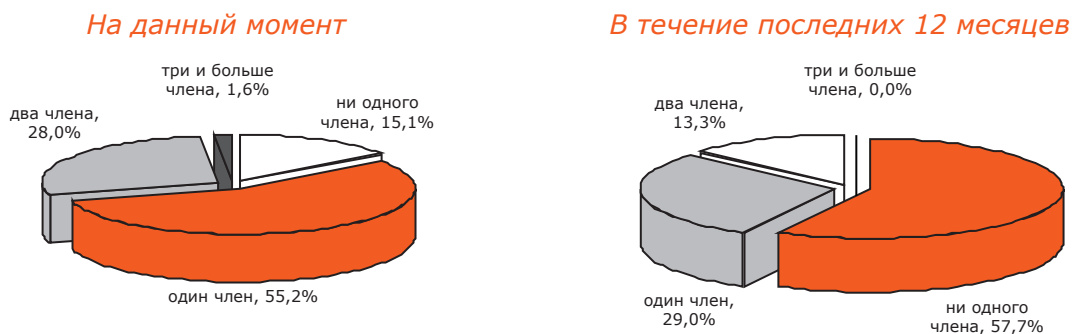 На данный момент
три и больше
члена, 1,6%
два члена,
28,0%
ни одного
члена, 15,1%
один член, 55,2%
В течение последних 12 месяцев
три и больше
члена, 0,0%
два члена,
13,3%
один член,
29,0%
ни одного
члена, 57,7%